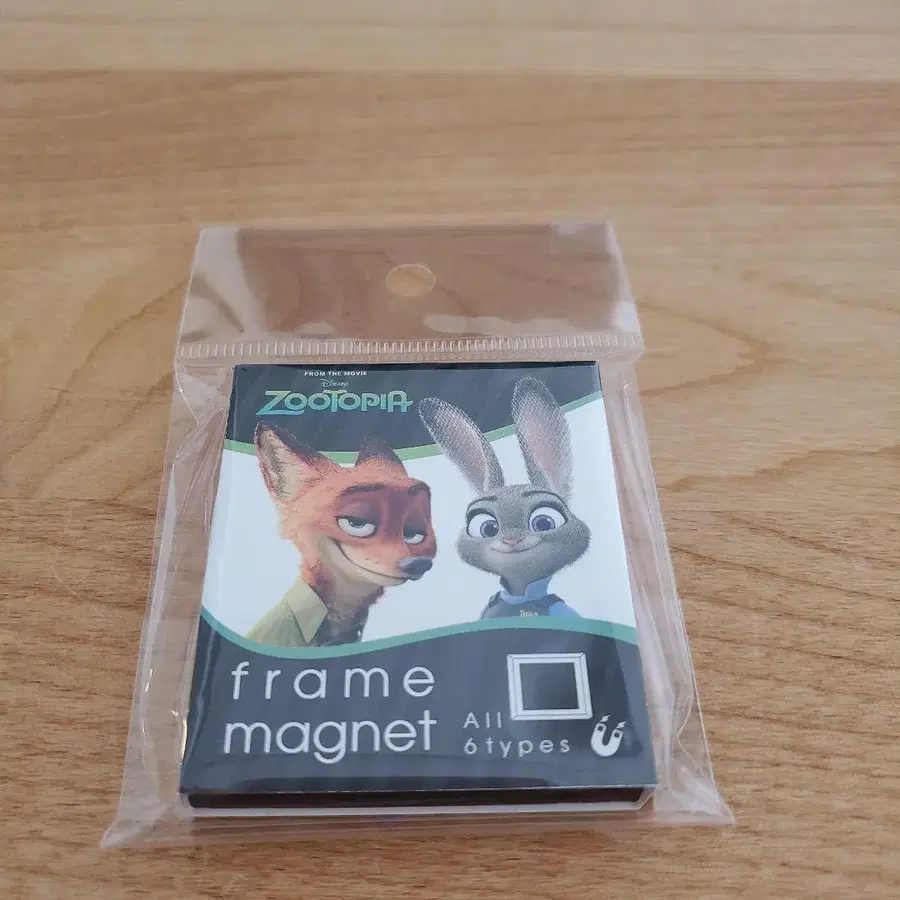 FROM THE MOVIE
Disney
ZOOTOPIA
frame
magnet
All
6types